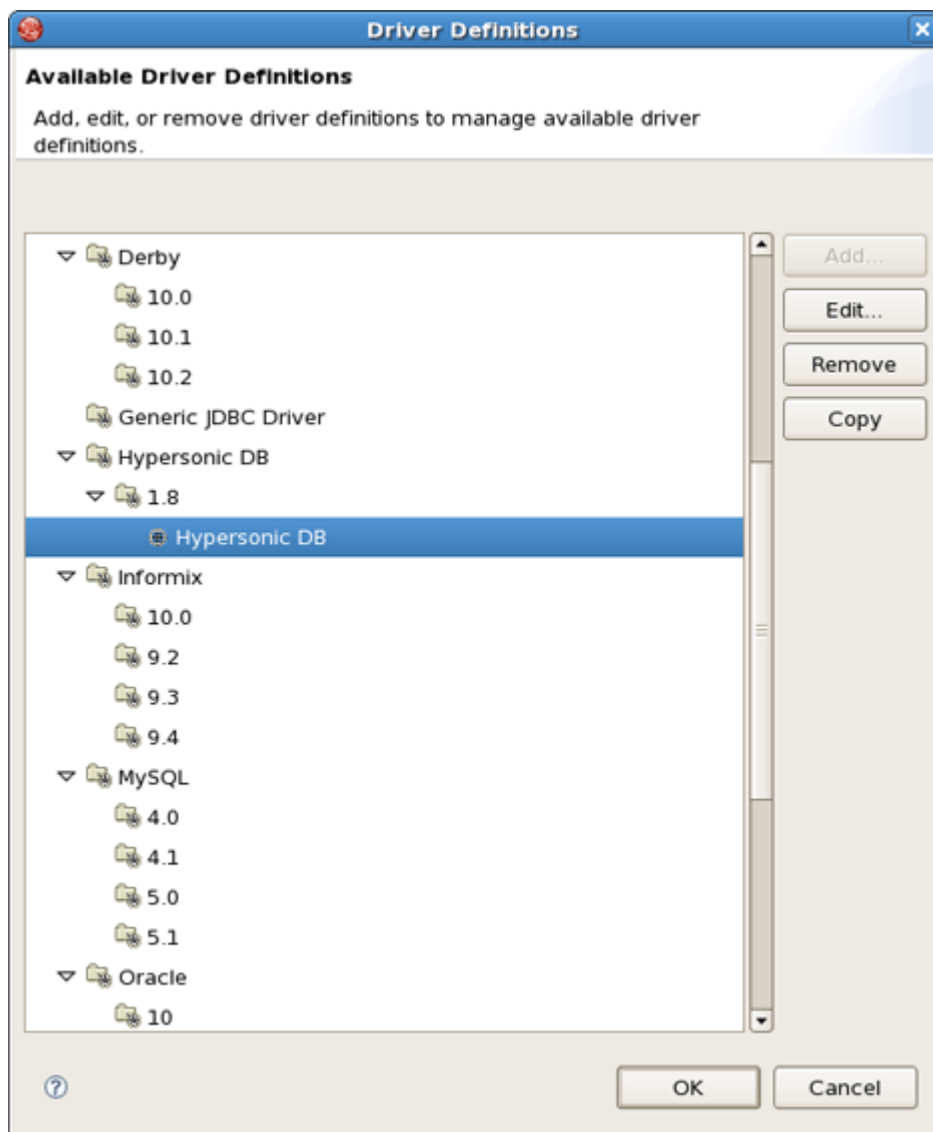 Driver Definitions
Available Driver Definitions
Add, edit, or remove driver definitions to manage available driver
definitions.
Derby
10.0
10.1
10.2
Generic JDBC Driver
Hypersonic DB
1.8
Hypersonic DB
Informix
10.0
9.2
9.3
9.4
MySQL
4.0
4.1
5.0
5.1
Oracle
10
Add...
Edit...
Remove
Copy
?
OK
Cancel